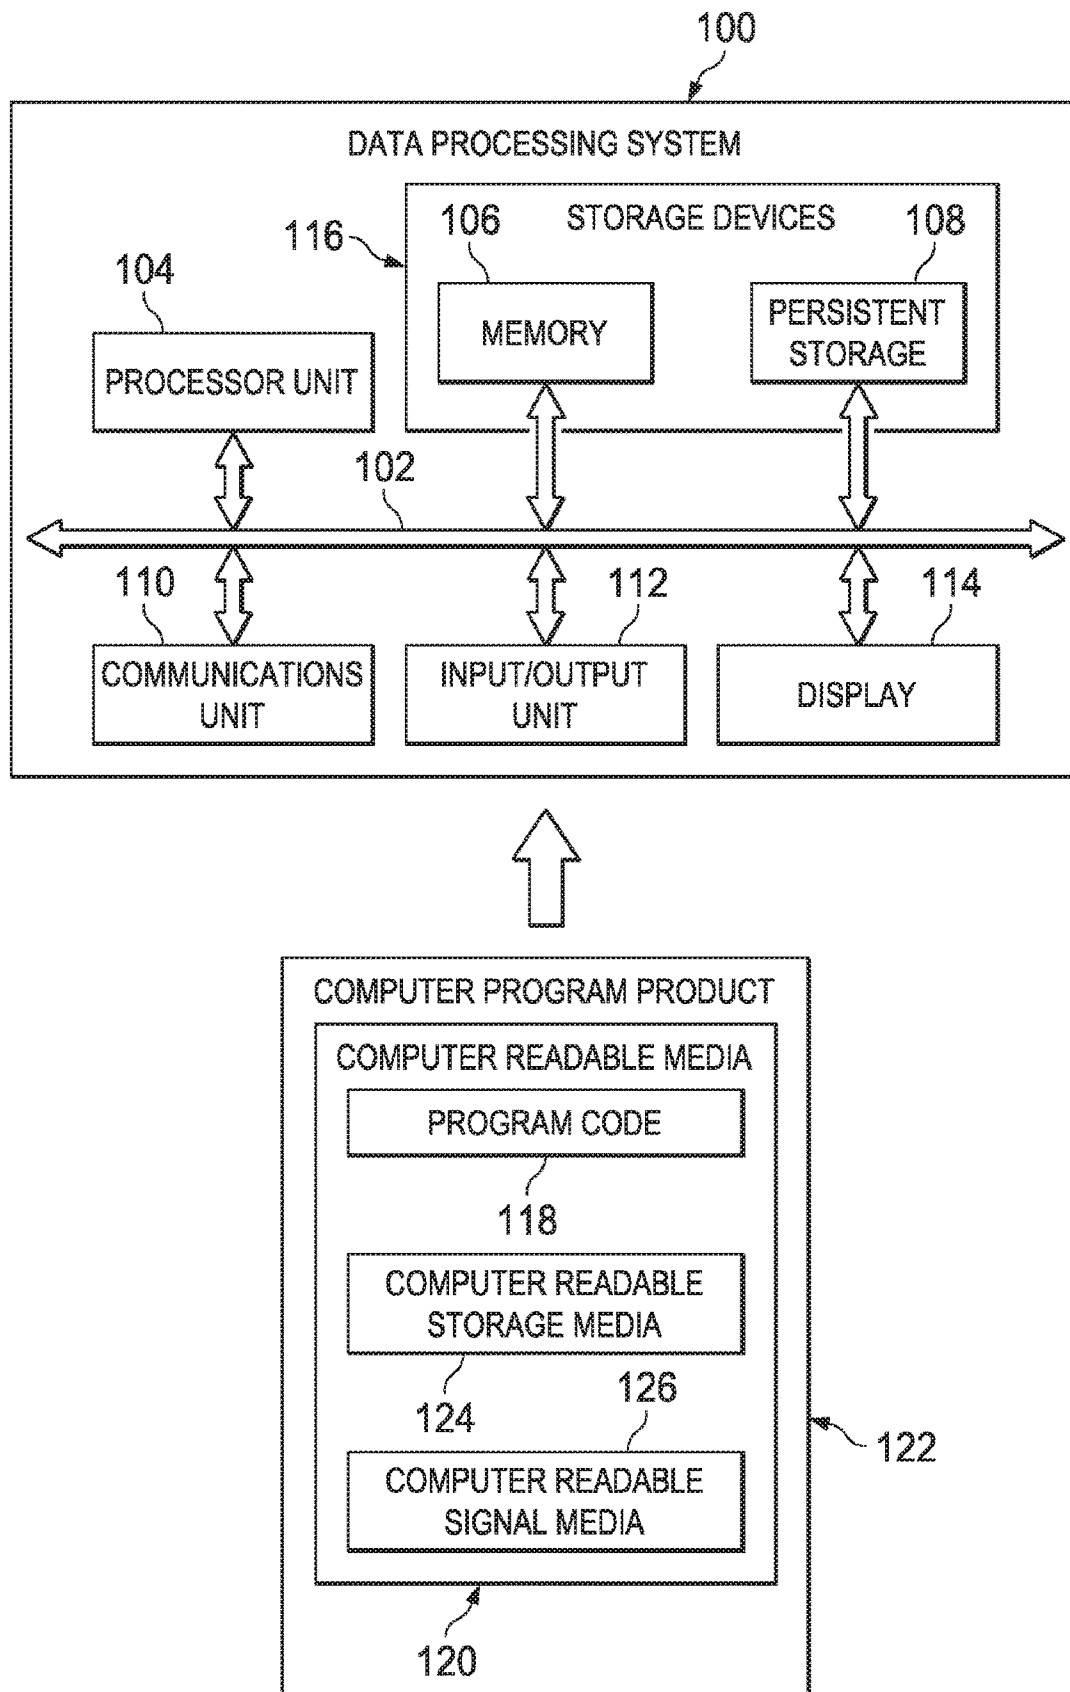 100
DATA PROCESSING SYSTEM
STORAGE DEVICES
116
106
108
104
MEMORY
PERSISTENT
STORAGE
PROCESSOR UNIT
102
110
112
114
COMMUNICATIONS
UNIT
INPUT/OUTPUT
UNIT
DISPLAY
COMPUTER PROGRAM PRODUCT
COMPUTER READABLE MEDIA
PROGRAM CODE
118
COMPUTER READABLE
STORAGE MEDIA
124
126
122
COMPUTER READABLE
SIGNAL MEDIA
120